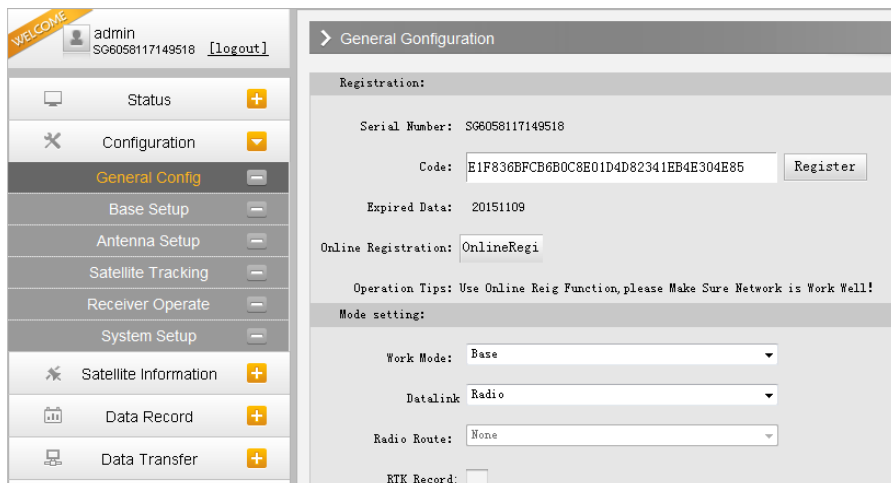 WELCOME
admin
SG6058117149518 [logout]
Status
Configuration
General Config
Base Setup
Antenna Setup
Satellite Tracking
Receiver Operate
System Setup
Satellite Information
Data Record
Data Transfer
General Gonfiguration
Registration:
Serial Number: SG6058117149518
Code: E1F836BFCB6B0C8E01D4D82341EB4E304E85 Register
Expired Data: 20151109
Online Registration: OnlineRegi
Operation Tips: Use Online Reig Function,please Make Sure Network is Work Well!
Mode setting:
Work Mode: Base
Datalink Radio
Radio Route: None
RTK Record: